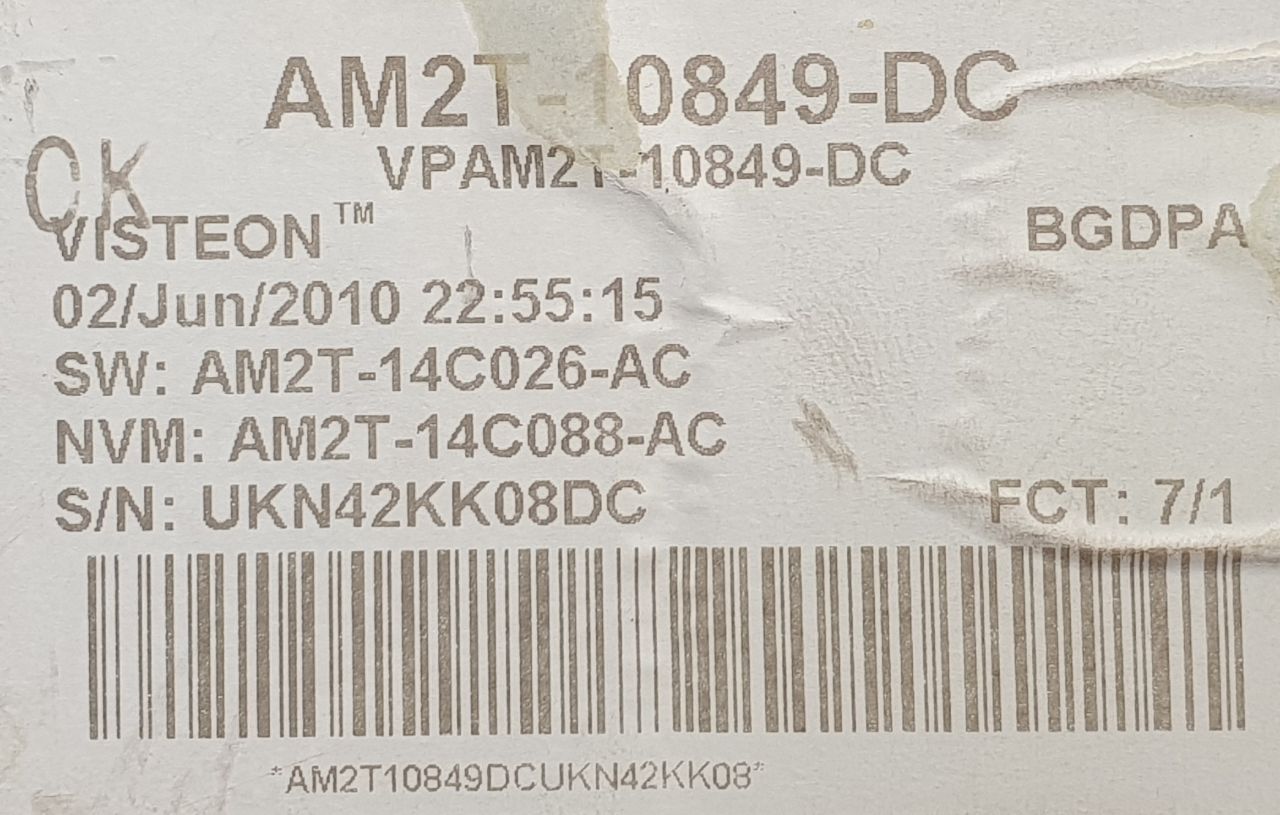 AM2T-10849-DC
VPAM2T-10849-DC
OK
VISTEON™ BGDPA
02/Jun/2010 22:55:15
SW: AM2T-14C026-AC
NVM: AM2T-14C088-AC
S/N: UKN42KK08DC FCT: 7/1
*AM2T10849DCUKN42KK08*